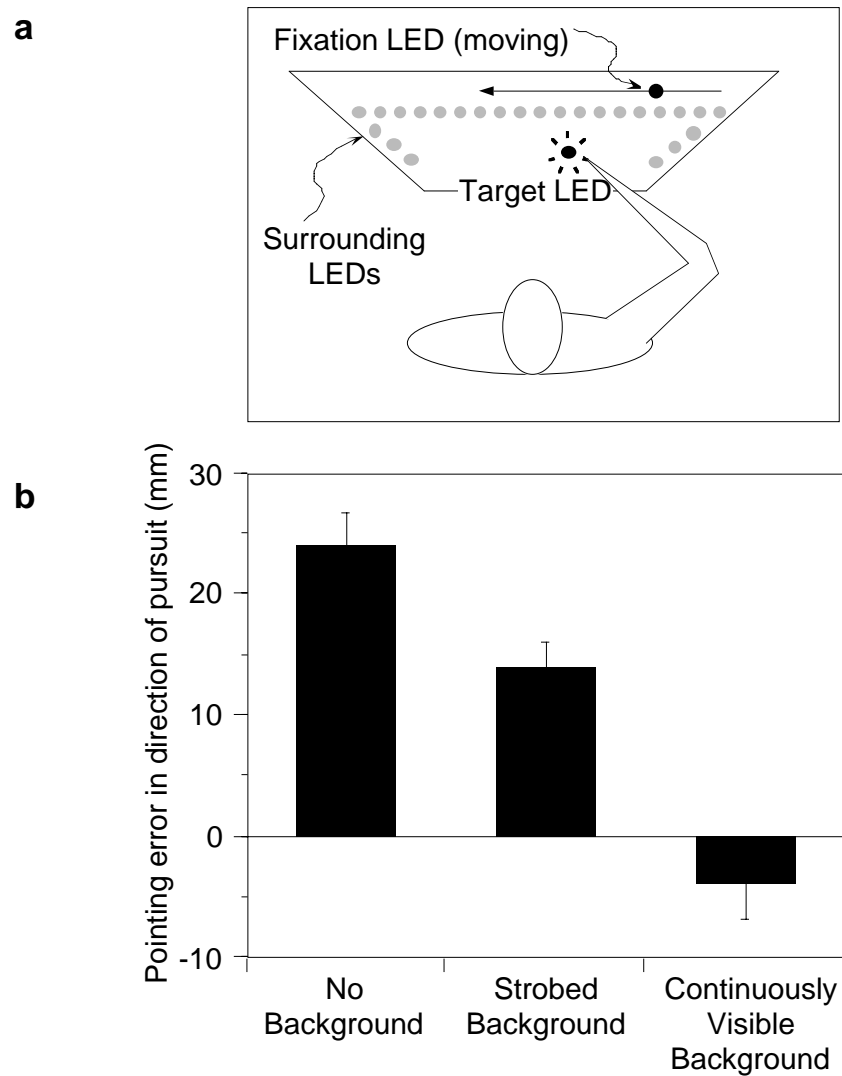 a
Fixation LED (moving)
Target LED
Surrounding
LEDs
b
Pointing error in direction of pursuit (mm)
30
20
10
0
-10
No
Background
Strobed
Background
Continuously
Visible
Background